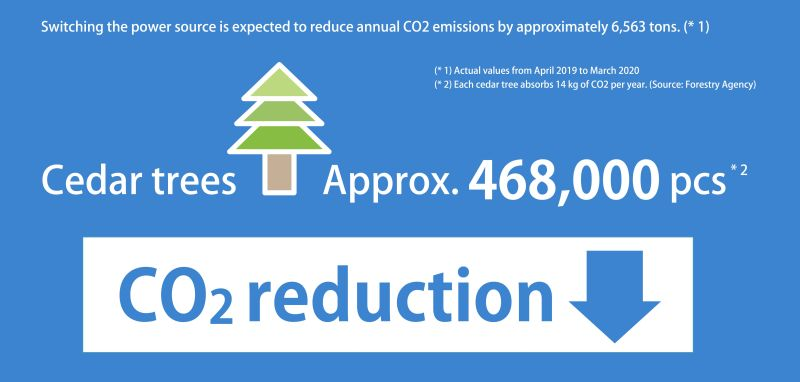 Switching the power source is expected to reduce annual CO2 emissions by approximately 6,563 tons. (* 1)
(* 1) Actual values from April 2019 to March 2020
(* 2) Each cedar tree absorbs 14 kg of CO2 per year. (Source: Forestry Agency)
Cedar trees Approx. 468,000 pcs * 2
CO2 reduction